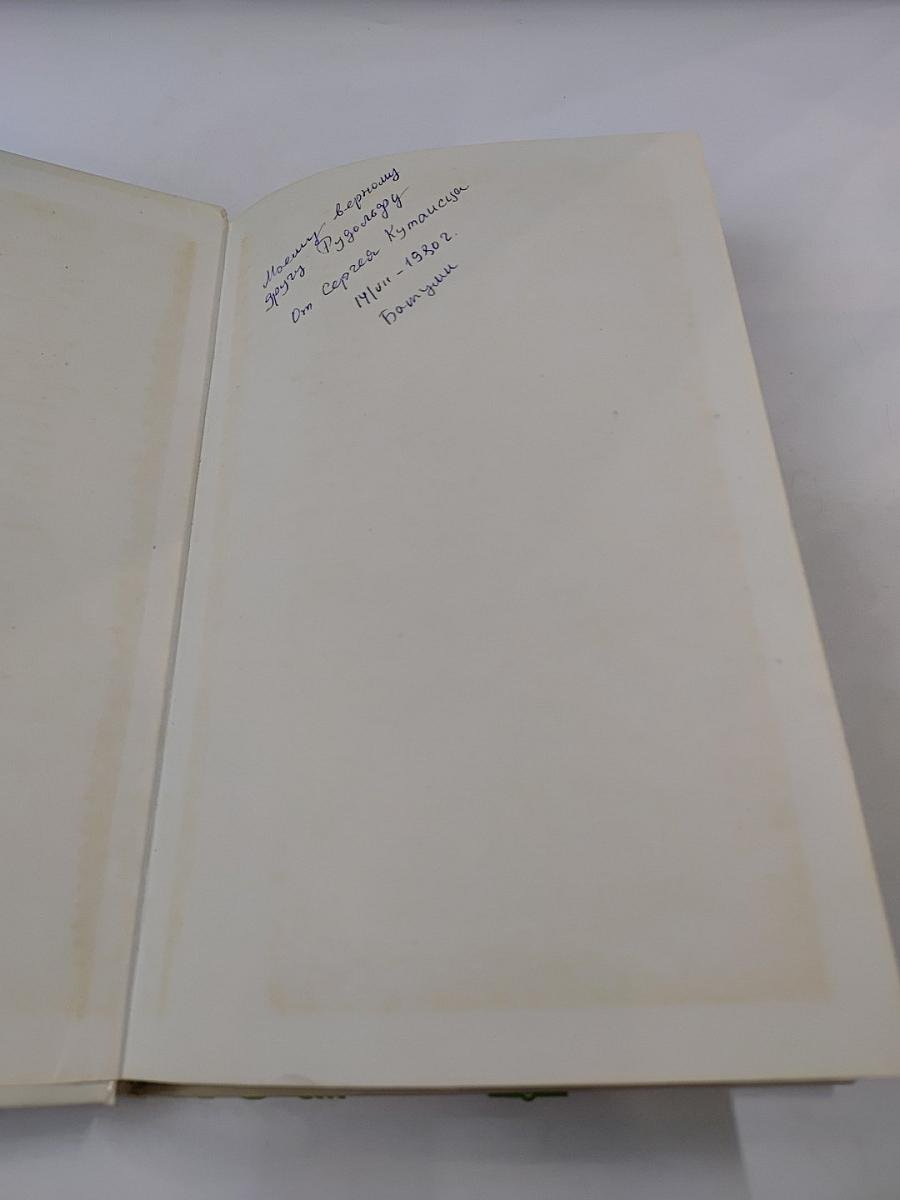 Моему верному
другу Рудольфу
От Сергея Кутаисца
14/VII – 1980 г.
Батуми